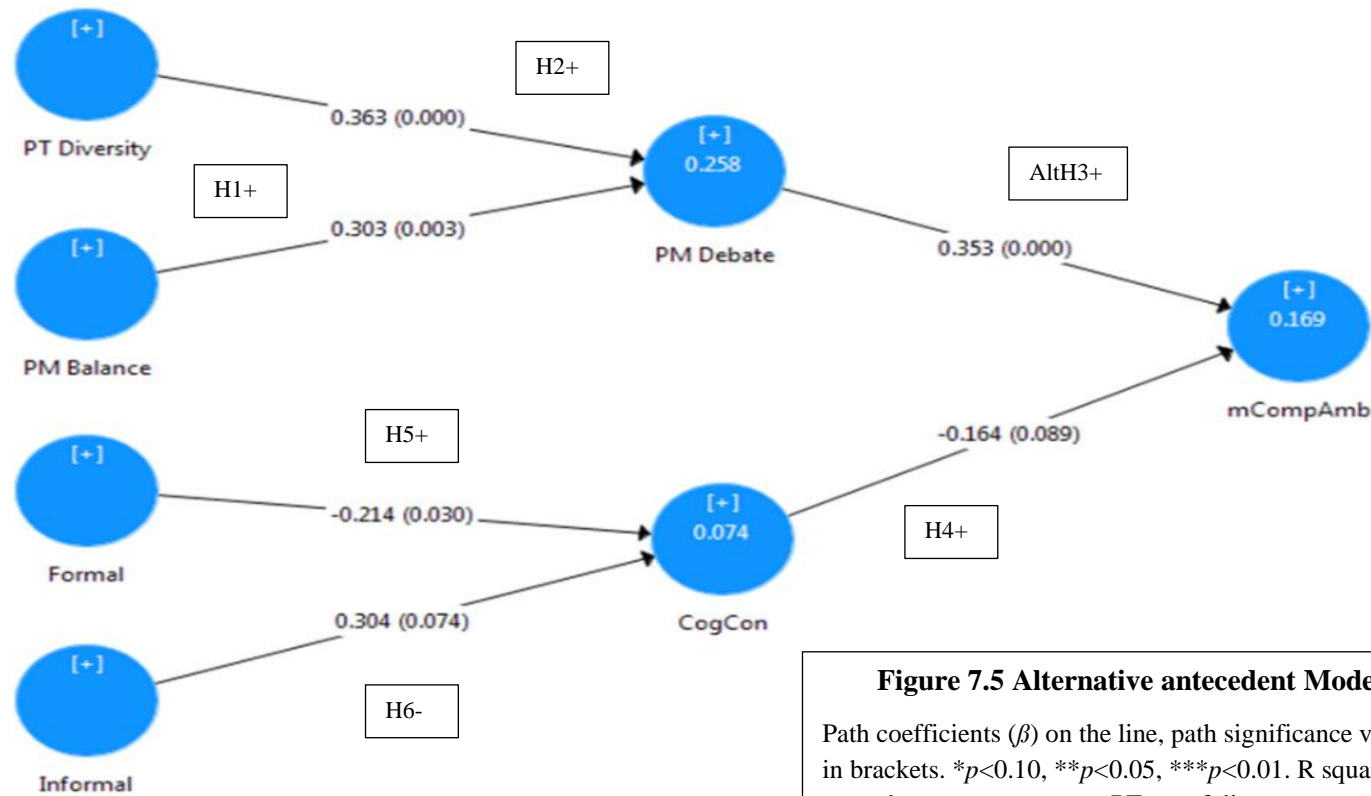 [+]
PT Diversity
H2+
0.363 (0.000)
H1+
0.303 (0.003)
[+]
PM Balance
[+]
0.258
PM Debate
AltH3+
0.353 (0.000)
[+]
0.169
mCompAmb
H5+
[+]
Formal
-0.214 (0.030)
[+]
0.074
CogCon
-0.164 (0.089)
H4+
0.304 (0.074)
H6-
[+]
Informal
Figure 7.5 Alternative antecedent
Path coefficients (β) on the line, path significance
in brackets. *p<0.10, **p<0.05, ***p<0.01. R